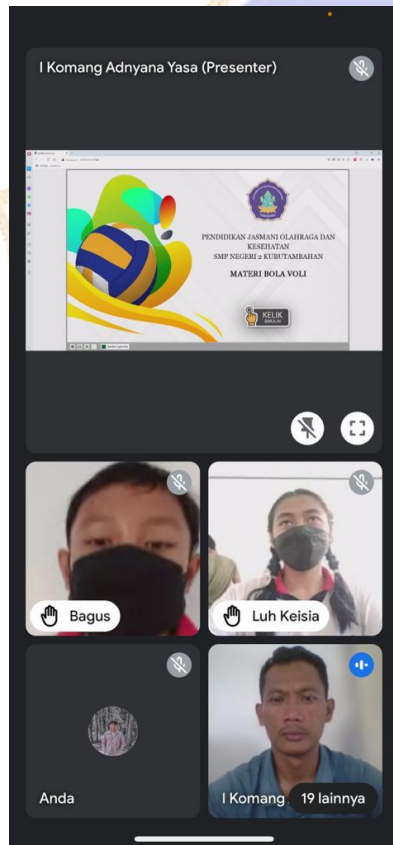 I Komang Adnyana Yasa (Presenter)
PENDIDIKAN JASMANI OLAHRAGA DAN
KESEHATAN
SMP NEGERI 2 KUBUTAMBAHAN
MATERI BOLA VOLI
KELIK
Bagus
Luh Keisia
Anda
I Komang
19 lainnya